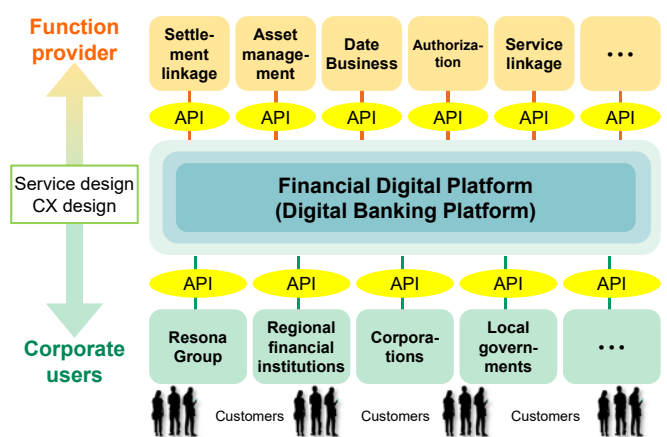 Function
provider
Settle-
ment
linkage
Asset
manage-
ment
Date
Business
Authoriza-
tion
Service
linkage
...
API
API
API
API
API
API
Service design
CX design
Financial Digital Platform
(Digital Banking Platform)
API
API
API
API
API
Corporate
users
Resona
Group
Regional
financial
institutions
Corpora-
tions
Local
govern-
ments
...
Customers
Customers
Customers